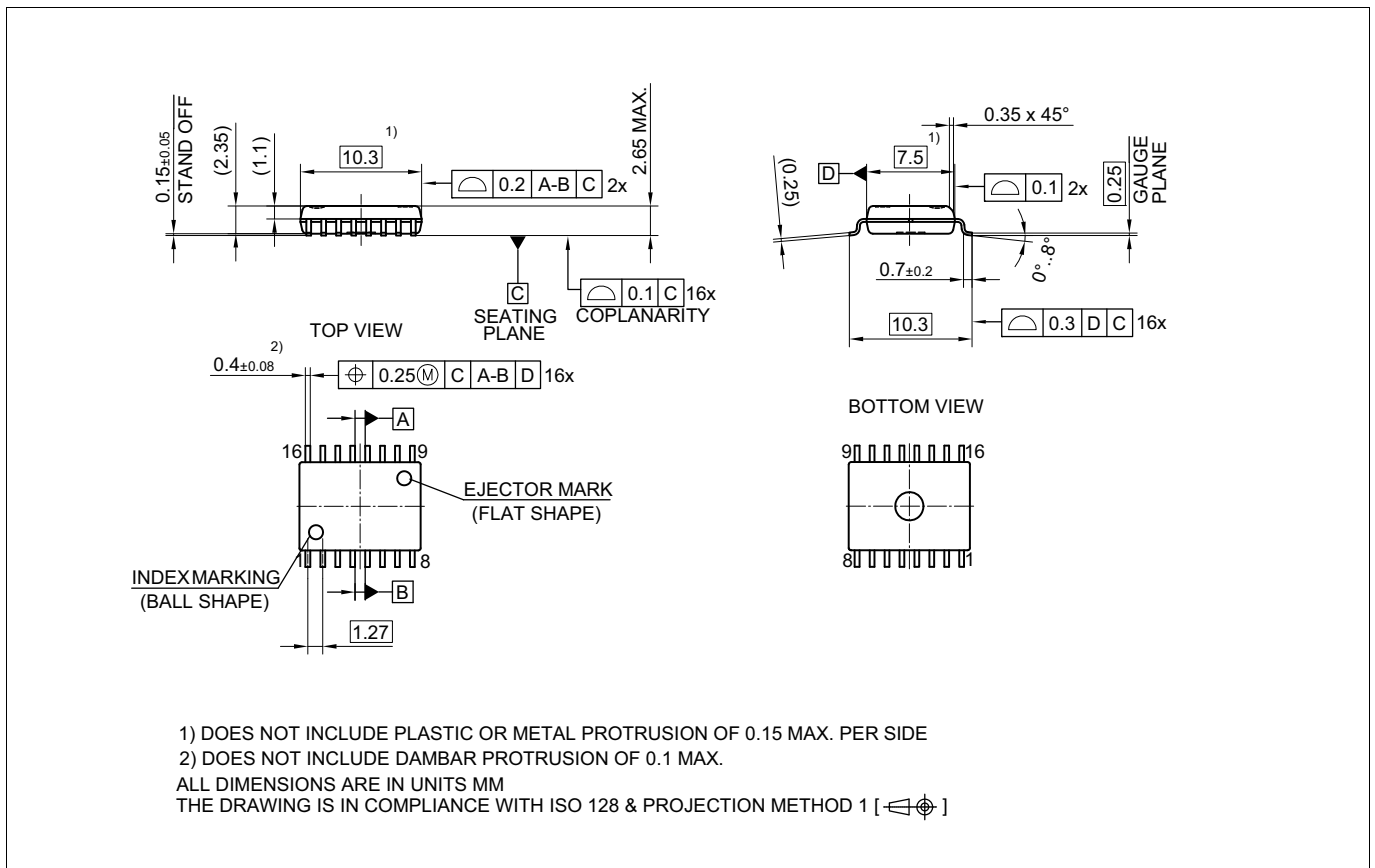 0.15±0.05
STAND OFF
(2.35)
(1.1)
10.3
1)
0.2 A-B C 2x
2.65 MAX.
C
SEATING
PLANE
0.1 C 16x
COPLANARITY
0.35 x 45°
1)
7.5
D
0.1 2x
0.25
GAUGE
PLANE
(0.25)
0°..8°
0.7±0.2
10.3
0.3 D C 16x
TOP VIEW
2)
0.4±0.08
0.25Ⓜ C A-B D 16x
A
16 9
EJECTOR MARK
(FLAT SHAPE)
1 8
INDEX MARKING
(BALL SHAPE)
B
1.27
BOTTOM VIEW
9 16
8 1
1) DOES NOT INCLUDE PLASTIC OR METAL PROTRUSION OF 0.15 MAX. PER SIDE
2) DOES NOT INCLUDE DAMBAR PROTRUSION OF 0.1 MAX.
ALL DIMENSIONS ARE IN UNITS MM
THE DRAWING IS IN COMPLIANCE WITH ISO 128 & PROJECTION METHOD 1 [ ]